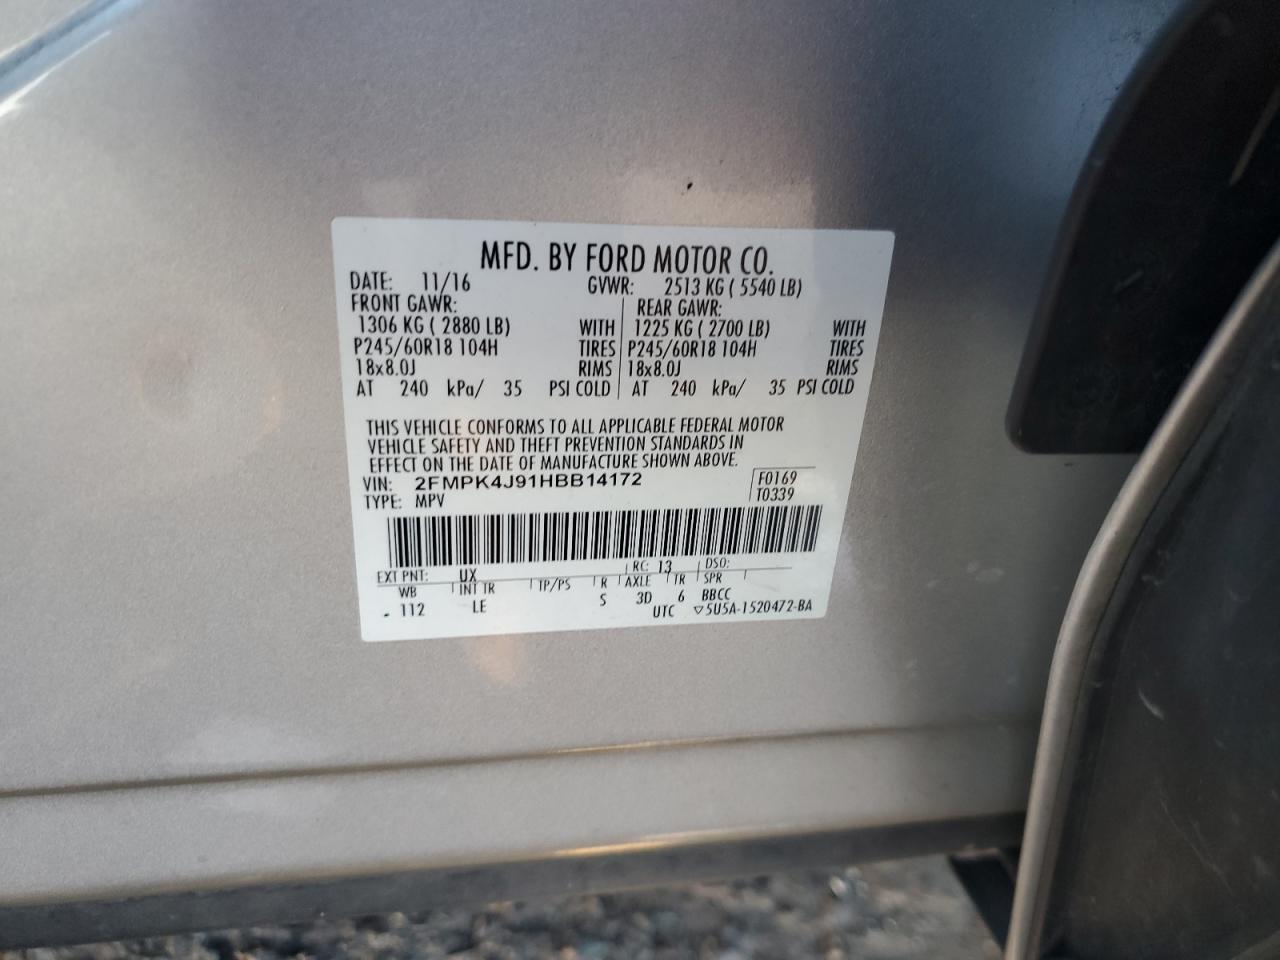 MFD. BY FORD MOTOR CO.
DATE: 11/16 GVWR: 2513 KG ( 5540 LB)
FRONT GAWR: REAR GAWR:
1306 KG ( 2880 LB) WITH 1225 KG ( 2700 LB) WITH
P245/60R18 104H TIRES P245/60R18 104H TIRES
18x8.0J RIMS 18x8.0J RIMS
AT 240 kPa/ 35 PSI COLD AT 240 kPa/ 35 PSI COLD
THIS VEHICLE CONFORMS TO ALL APPLICABLE FEDERAL MOTOR
VEHICLE SAFETY AND THEFT PREVENTION STANDARDS IN
EFFECT ON THE DATE OF MANUFACTURE SHOWN ABOVE.
VIN: 2FMPK4J91HBB14172 F0169
TYPE: MPV T0339
EXT PNT: UX RC: 13 DSO:
WB INT TR TP/PS R AXLE TR SPR
112 LE S 3D 6 BBCC
UTC ▽5U5A-1520472-BA